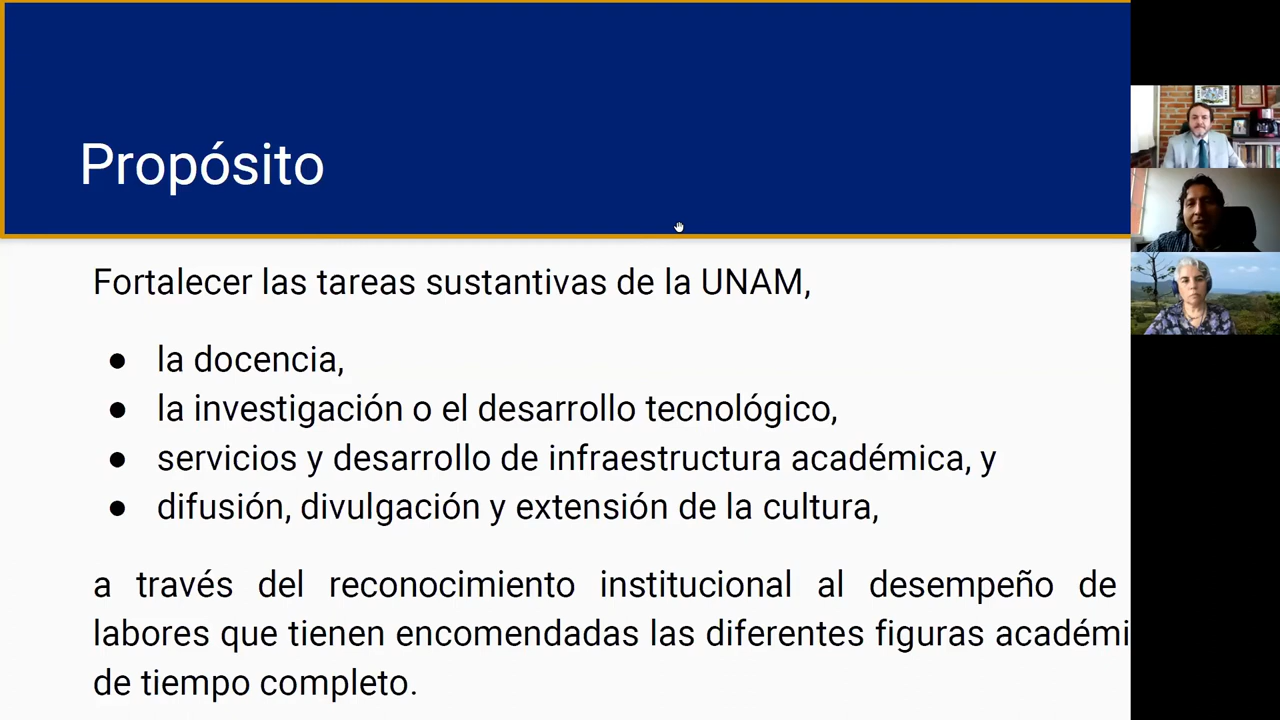 Propósito
Fortalecer las tareas sustantivas de la UNAM,
● la docencia,
● la investigación o el desarrollo tecnológico,
● servicios y desarrollo de infraestructura académica, y
● difusión, divulgación y extensión de la cultura,
a través del reconocimiento institucional al desempeño de
labores que tienen encomendadas las diferentes figuras académi
de tiempo completo.